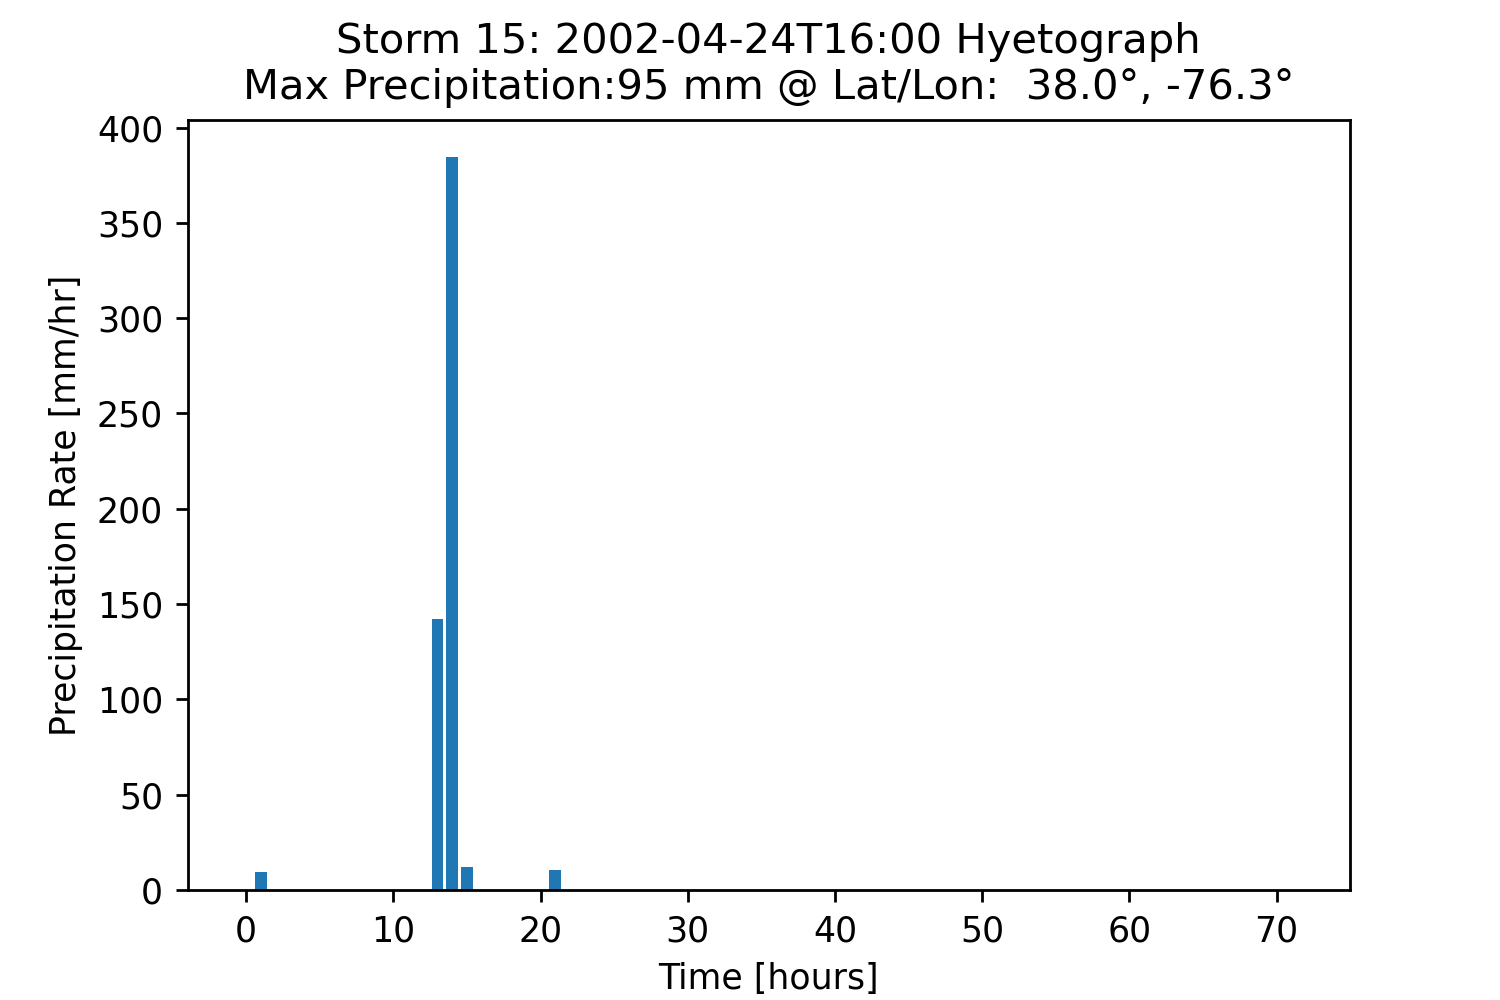 Storm 15: 2002-04-24T16:00 Hyetograph
Max Precipitation:95 mm @ Lat/Lon:  38.0°, -76.3°
400
350
300
250
200
150
100
50
0
Precipitation Rate [mm/hr]
0 10 20 30 40 50 60 70
Time [hours]